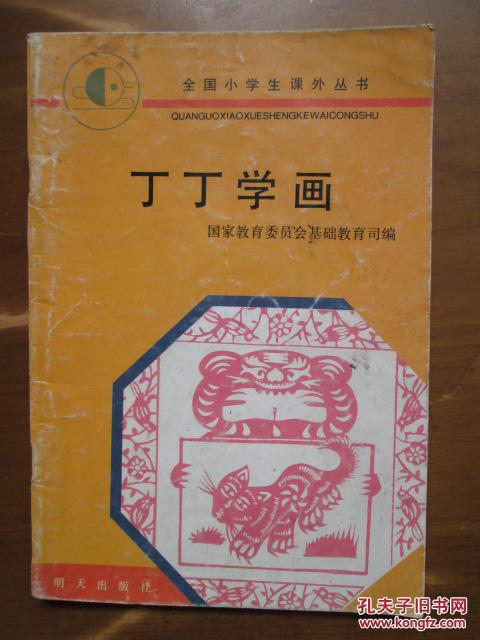 全国小学生课外丛书
QUANGUOXIAOXUESHENGKEWAICONGSHU
丁丁学画
国家教育委员会基础教育司编
明天出版社
孔夫子旧书网
www.kongfz.com